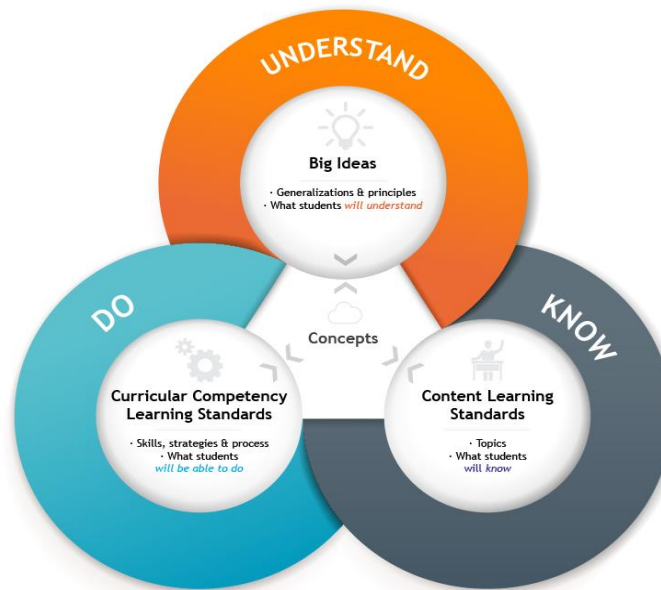 UNDERSTAND
Big Ideas
· Generalizations & principles
· What students will understand
DO
Concepts
KNOW
Curricular Competency
Learning Standards
· Skills, strategies & process
· What students
will be able to do
Content Learning
Standards
· Topics
· What students
will know